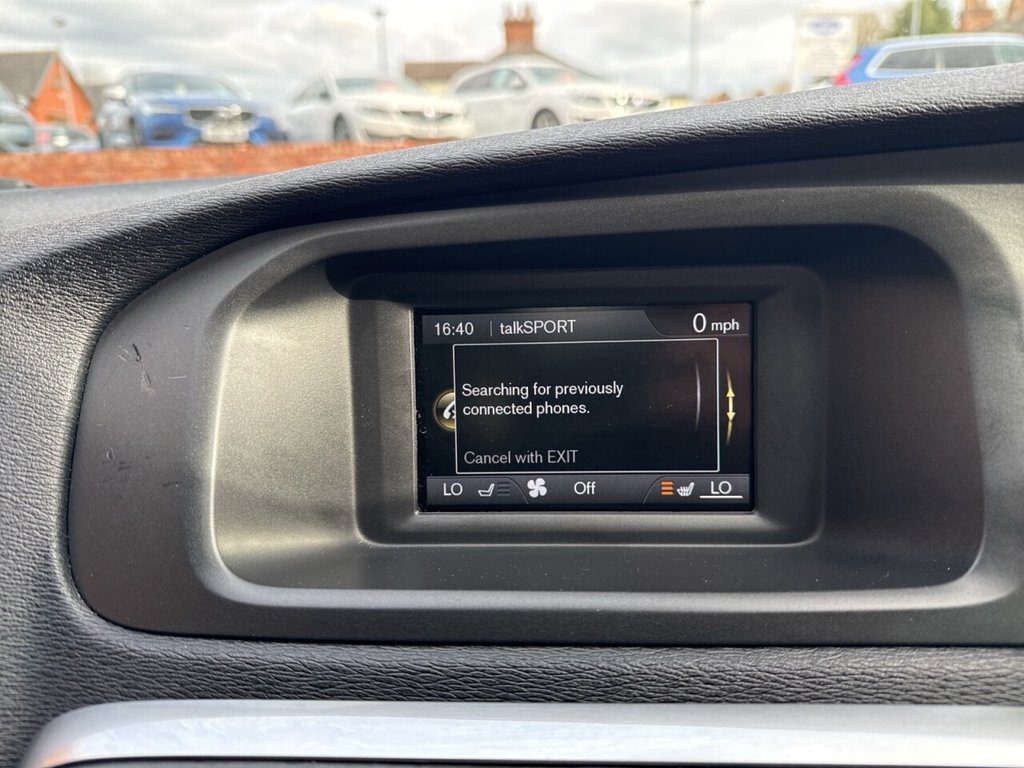 16:40 talkSPORT 0 mph
Searching for previously
connected phones.
Cancel with EXIT
LO Off LO